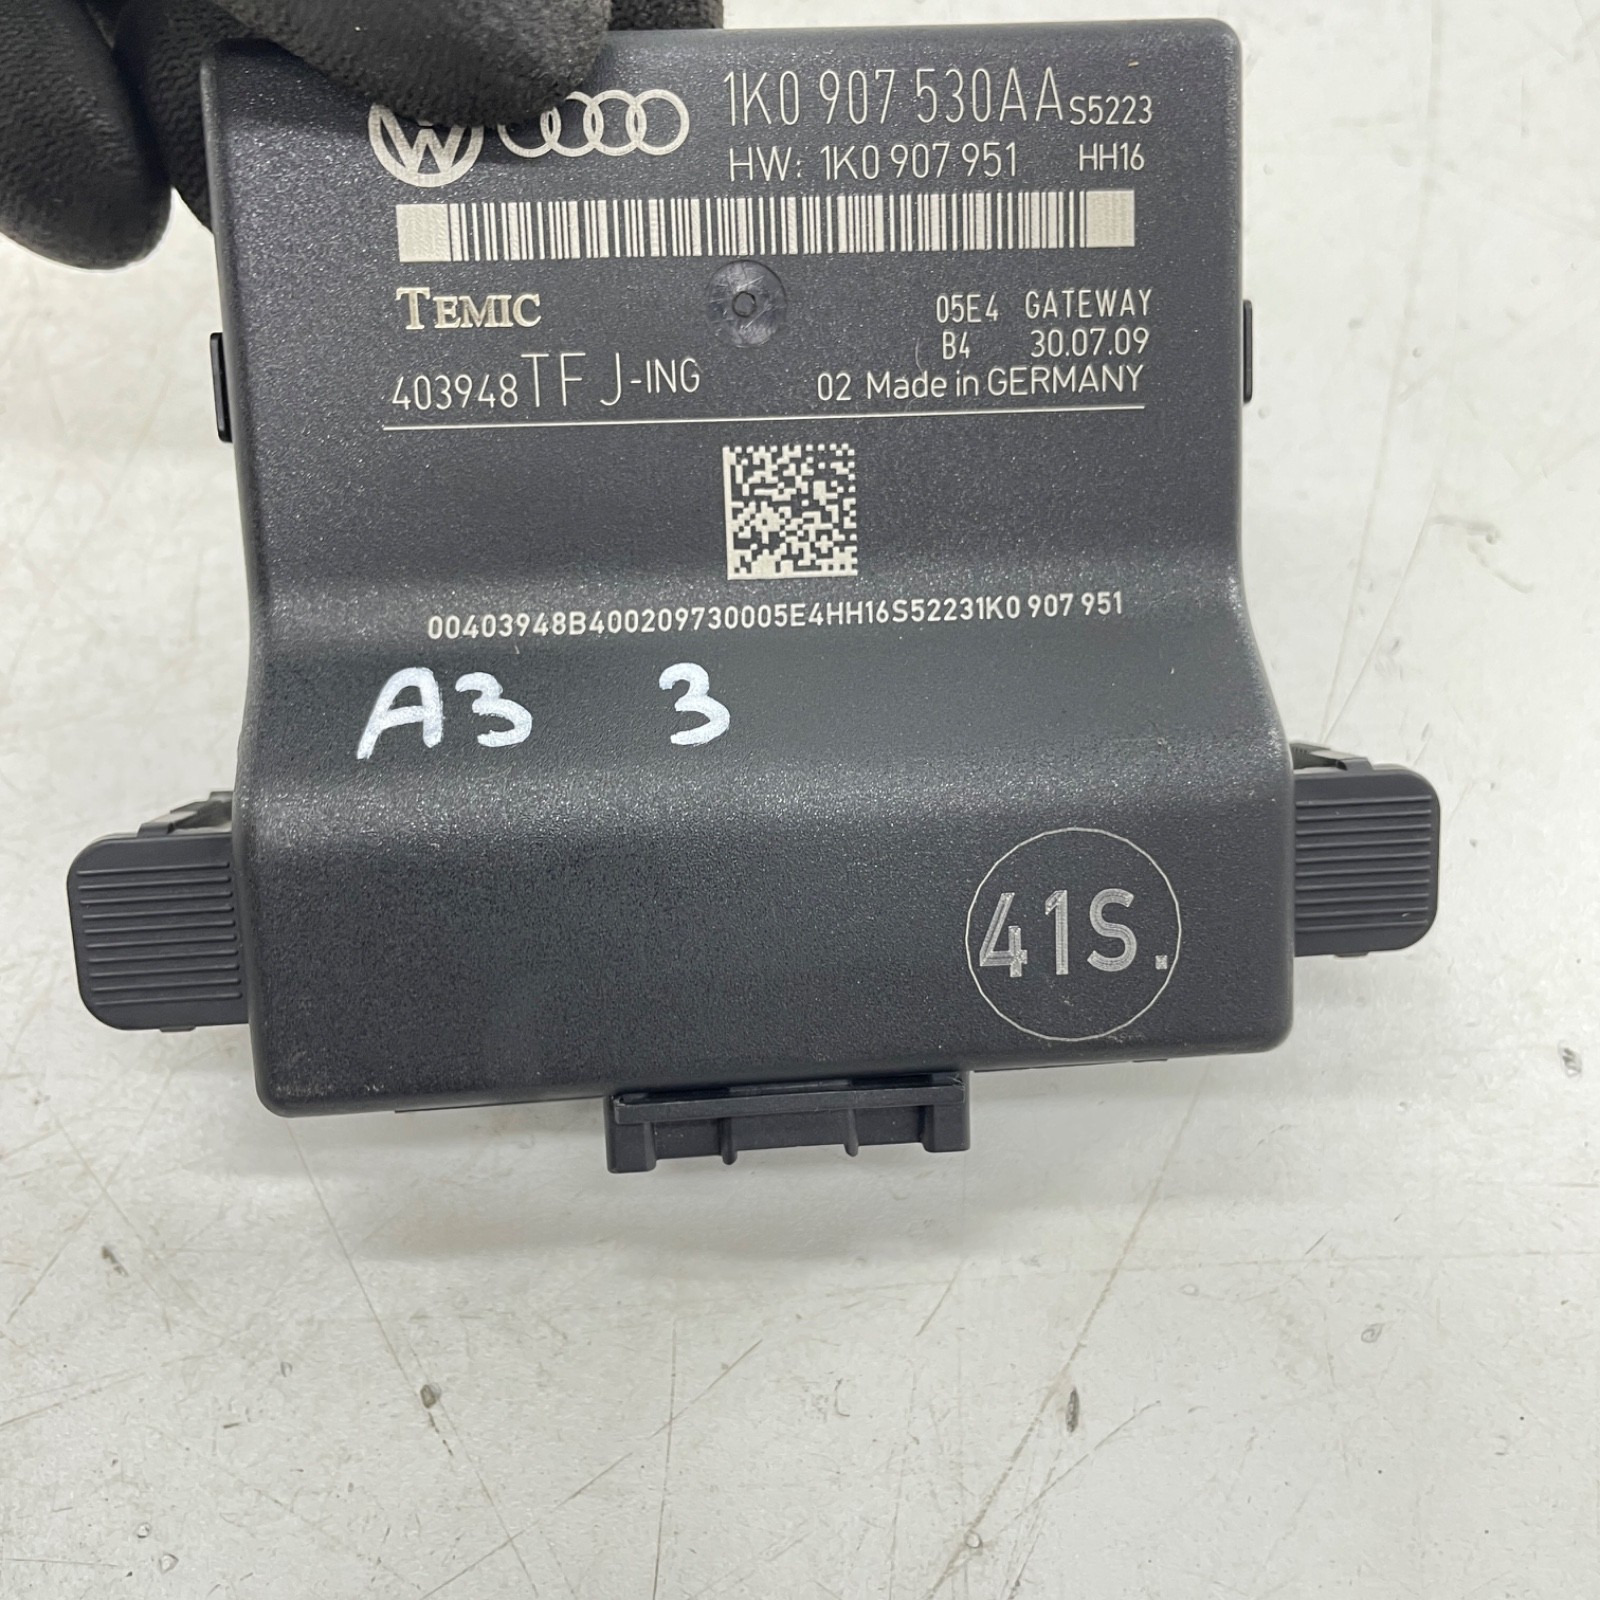 1K0 907 530AA S5223
HW: 1K0 907 951 HH16
TEMIC
05E4 GATEWAY
B4 30.07.09
403948TFJ-ING
02 Made in GERMANY
00403948B400209730005E4HH16S52231K0 907 951
A3 3
41S.